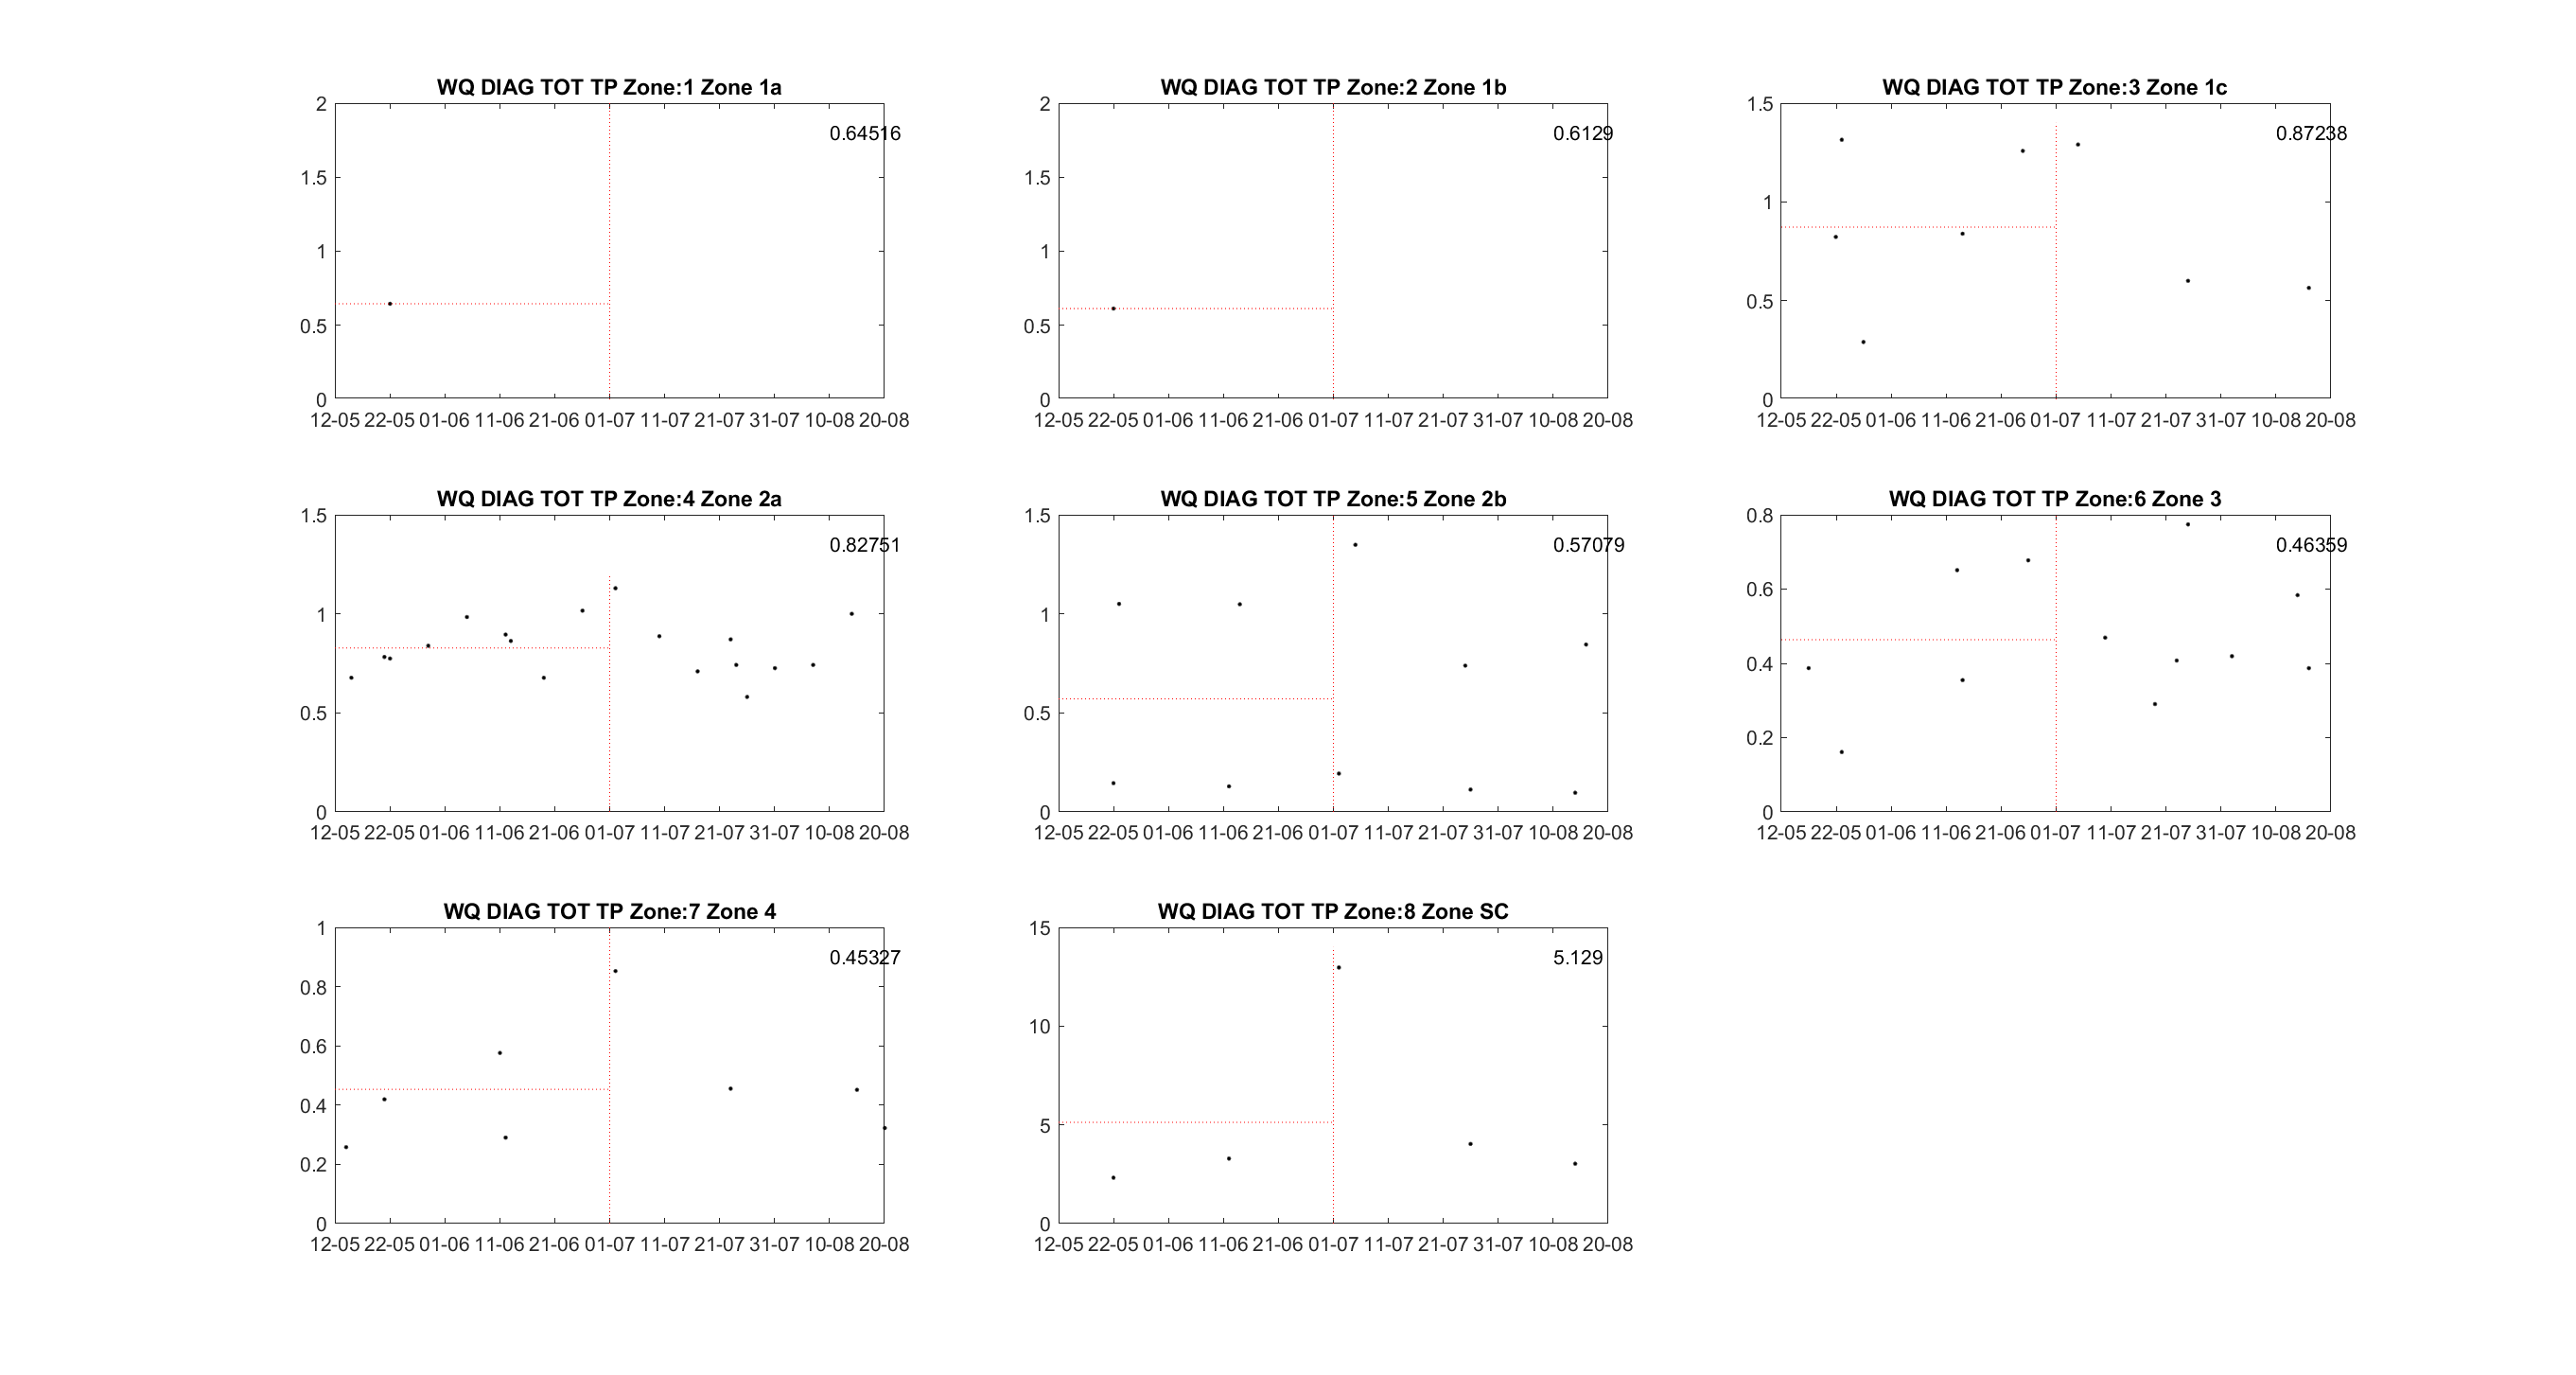 WQ DIAG TOT TP Zone:1 Zone 1a
2
0.64516
1.5
1
0.5
0
12-05 22-05 01-06 11-06 21-06 01-07 11-07 21-07 31-07 10-08 20-08
WQ DIAG TOT TP Zone:2 Zone 1b
2
0.6129
1.5
1
0.5
0
12-05 22-05 01-06 11-06 21-06 01-07 11-07 21-07 31-07 10-08 20-08
WQ DIAG TOT TP Zone:3 Zone 1c
1.5
0.87238
1
0.5
0
12-05 22-05 01-06 11-06 21-06 01-07 11-07 21-07 31-07 10-08 20-08
WQ DIAG TOT TP Zone:4 Zone 2a
1.5
0.82751
1
0.5
0
12-05 22-05 01-06 11-06 21-06 01-07 11-07 21-07 31-07 10-08 20-08
WQ DIAG TOT TP Zone:5 Zone 2b
1.5
0.57079
1
0.5
0
12-05 22-05 01-06 11-06 21-06 01-07 11-07 21-07 31-07 10-08 20-08
WQ DIAG TOT TP Zone:6 Zone 3
0.8
0.46359
0.6
0.4
0.2
0
12-05 22-05 01-06 11-06 21-06 01-07 11-07 21-07 31-07 10-08 20-08
WQ DIAG TOT TP Zone:7 Zone 4
1
0.45327
0.8
0.6
0.4
0.2
0
12-05 22-05 01-06 11-06 21-06 01-07 11-07 21-07 31-07 10-08 20-08
WQ DIAG TOT TP Zone:8 Zone SC
15
5.129
10
5
0
12-05 22-05 01-06 11-06 21-06 01-07 11-07 21-07 31-07 10-08 20-08